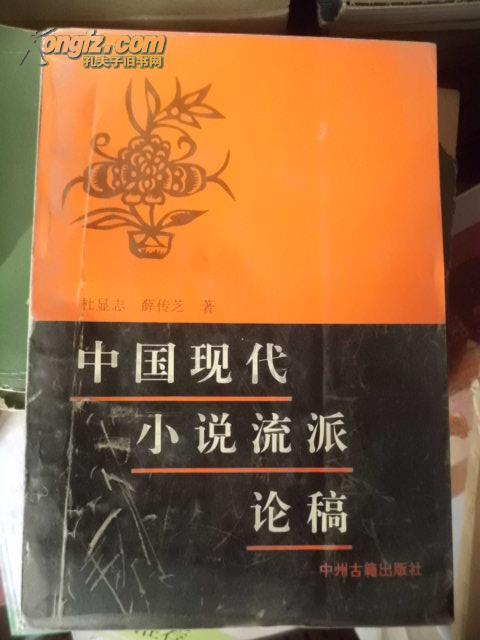 Kongfz.com
孔夫子旧书网
杜显志 薛传芝 著
中国现代
小说流派
论稿
中州古籍出版社